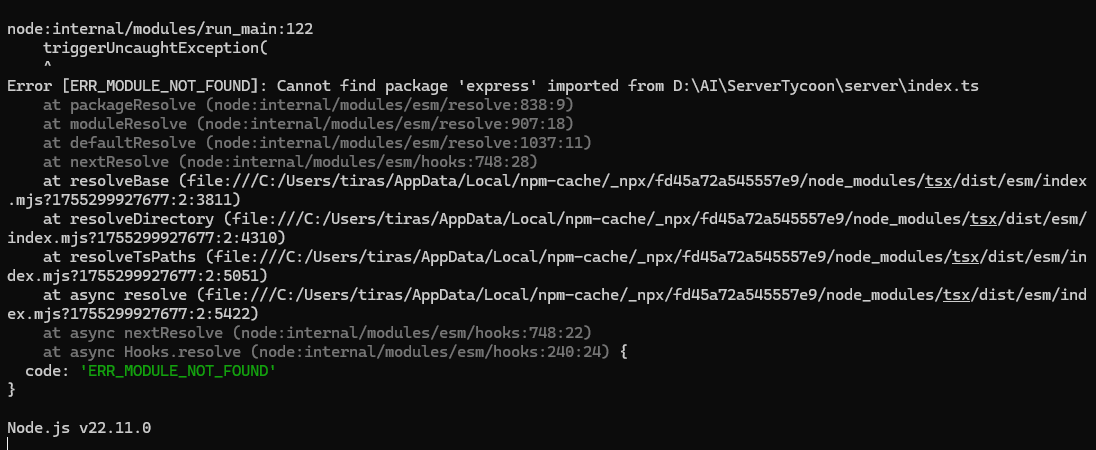 node:internal/modules/run_main:122
    triggerUncaughtException(
    ^
Error [ERR_MODULE_NOT_FOUND]: Cannot find package 'express' imported from D:\AI\ServerTycoon\server\index.ts
    at packageResolve (node:internal/modules/esm/resolve:838:9)
    at moduleResolve (node:internal/modules/esm/resolve:907:18)
    at defaultResolve (node:internal/modules/esm/resolve:1037:11)
    at nextResolve (node:internal/modules/esm/hooks:748:28)
    at resolveBase (file:///C:/Users/tiras/AppData/Local/npm-cache/_npx/fd45a72a545557e9/node_modules/tsx/dist/esm/index
.mjs?1755299927677:2:3811)
    at resolveDirectory (file:///C:/Users/tiras/AppData/Local/npm-cache/_npx/fd45a72a545557e9/node_modules/tsx/dist/esm/
index.mjs?1755299927677:2:4310)
    at resolveTsPaths (file:///C:/Users/tiras/AppData/Local/npm-cache/_npx/fd45a72a545557e9/node_modules/tsx/dist/esm/in
dex.mjs?1755299927677:2:5051)
    at async resolve (file:///C:/Users/tiras/AppData/Local/npm-cache/_npx/fd45a72a545557e9/node_modules/tsx/dist/esm/ind
ex.mjs?1755299927677:2:5422)
    at async nextResolve (node:internal/modules/esm/hooks:748:22)
    at async Hooks.resolve (node:internal/modules/esm/hooks:240:24) {
  code: 'ERR_MODULE_NOT_FOUND'
}

Node.js v22.11.0